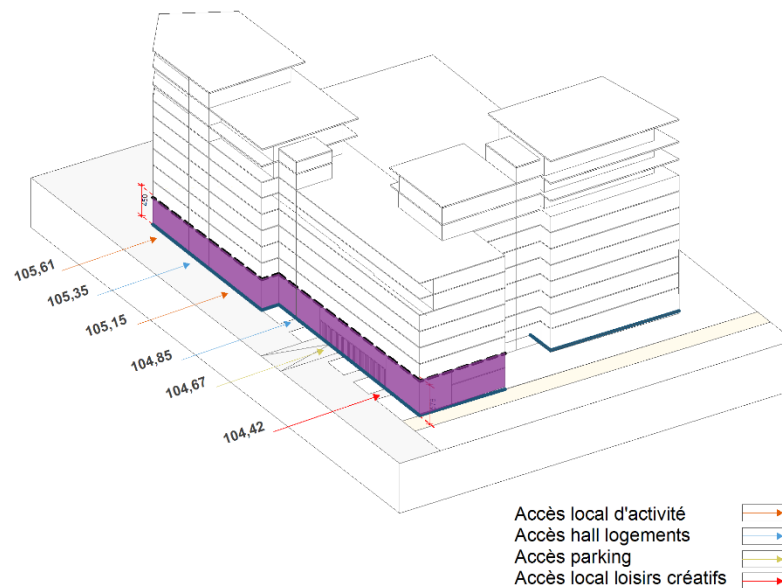 450
105,61
105,35
105,15
104,85
104,67
104,42
Accès local d'activité
Accès hall logements
Accès parking
Accès local loisirs créatifs